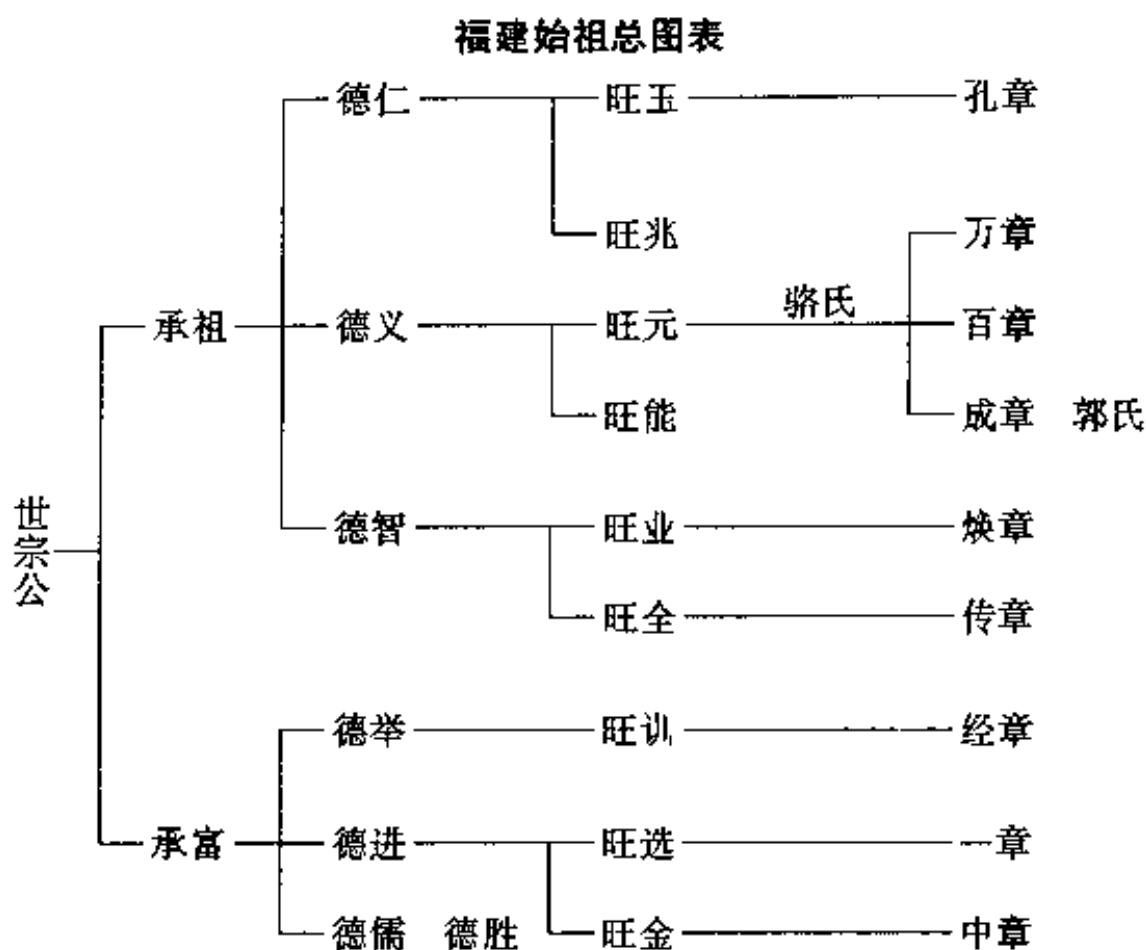 福建始祖总图表
德仁 旺玉 孔章
旺兆 万章
骆氏
承祖 德义 旺元 百章
旺能 成章 郭氏
世宗公
德智 旺业 焕章
旺全 传章
德举 旺训 经章
承富 德进 旺选 一章
德儒 德胜 旺金 中章